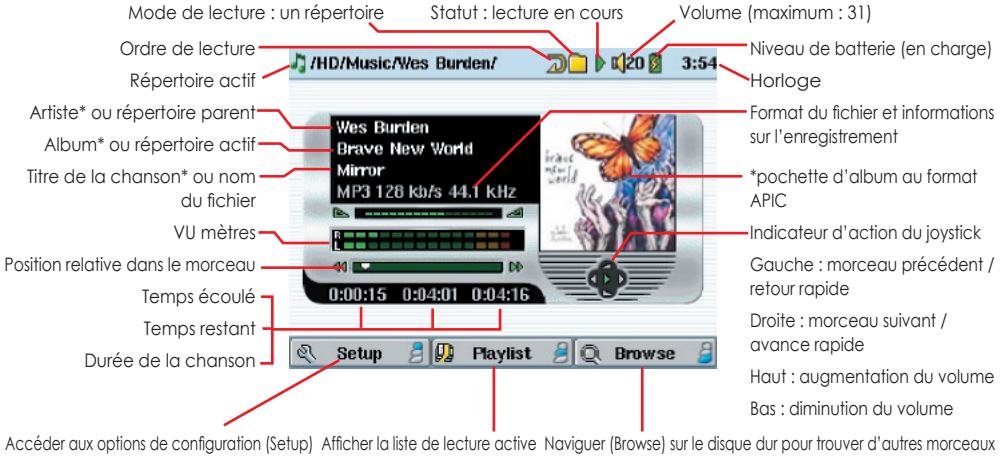 Mode de lecture : un répertoire
Statut : lecture en cours
Volume (maximum : 31)
Ordre de lecture
Répertoire actif
Artiste* ou répertoire parent
Album* ou répertoire actif
Titre de la chanson* ou nom
du fichier
VU mètres
Position relative dans le morceau
Temps écoulé
Temps restant
Durée de la chanson
/HD/Music/Wes Burden/
20
3:54
Wes Burden
Brave New World
Mirror
MP3 128 kb/s 44.1 kHz
R
L
0:00:15 0:04:01 0:04:16
brave
new
world
Setup
Playlist
Browse
Niveau de batterie (en charge)
Horloge
Format du fichier et informations
sur l'enregistrement
*pochette d'album au format
APIC
Indicateur d'action du joystick
Gauche : morceau précédent /
retour rapide
Droite : morceau suivant /
avance rapide
Haut : augmentation du volume
Bas : diminution du volume
Accéder aux options de configuration (Setup)
Afficher la liste de lecture active
Naviguer (Browse) sur le disque dur pour trouver d'autres morceaux